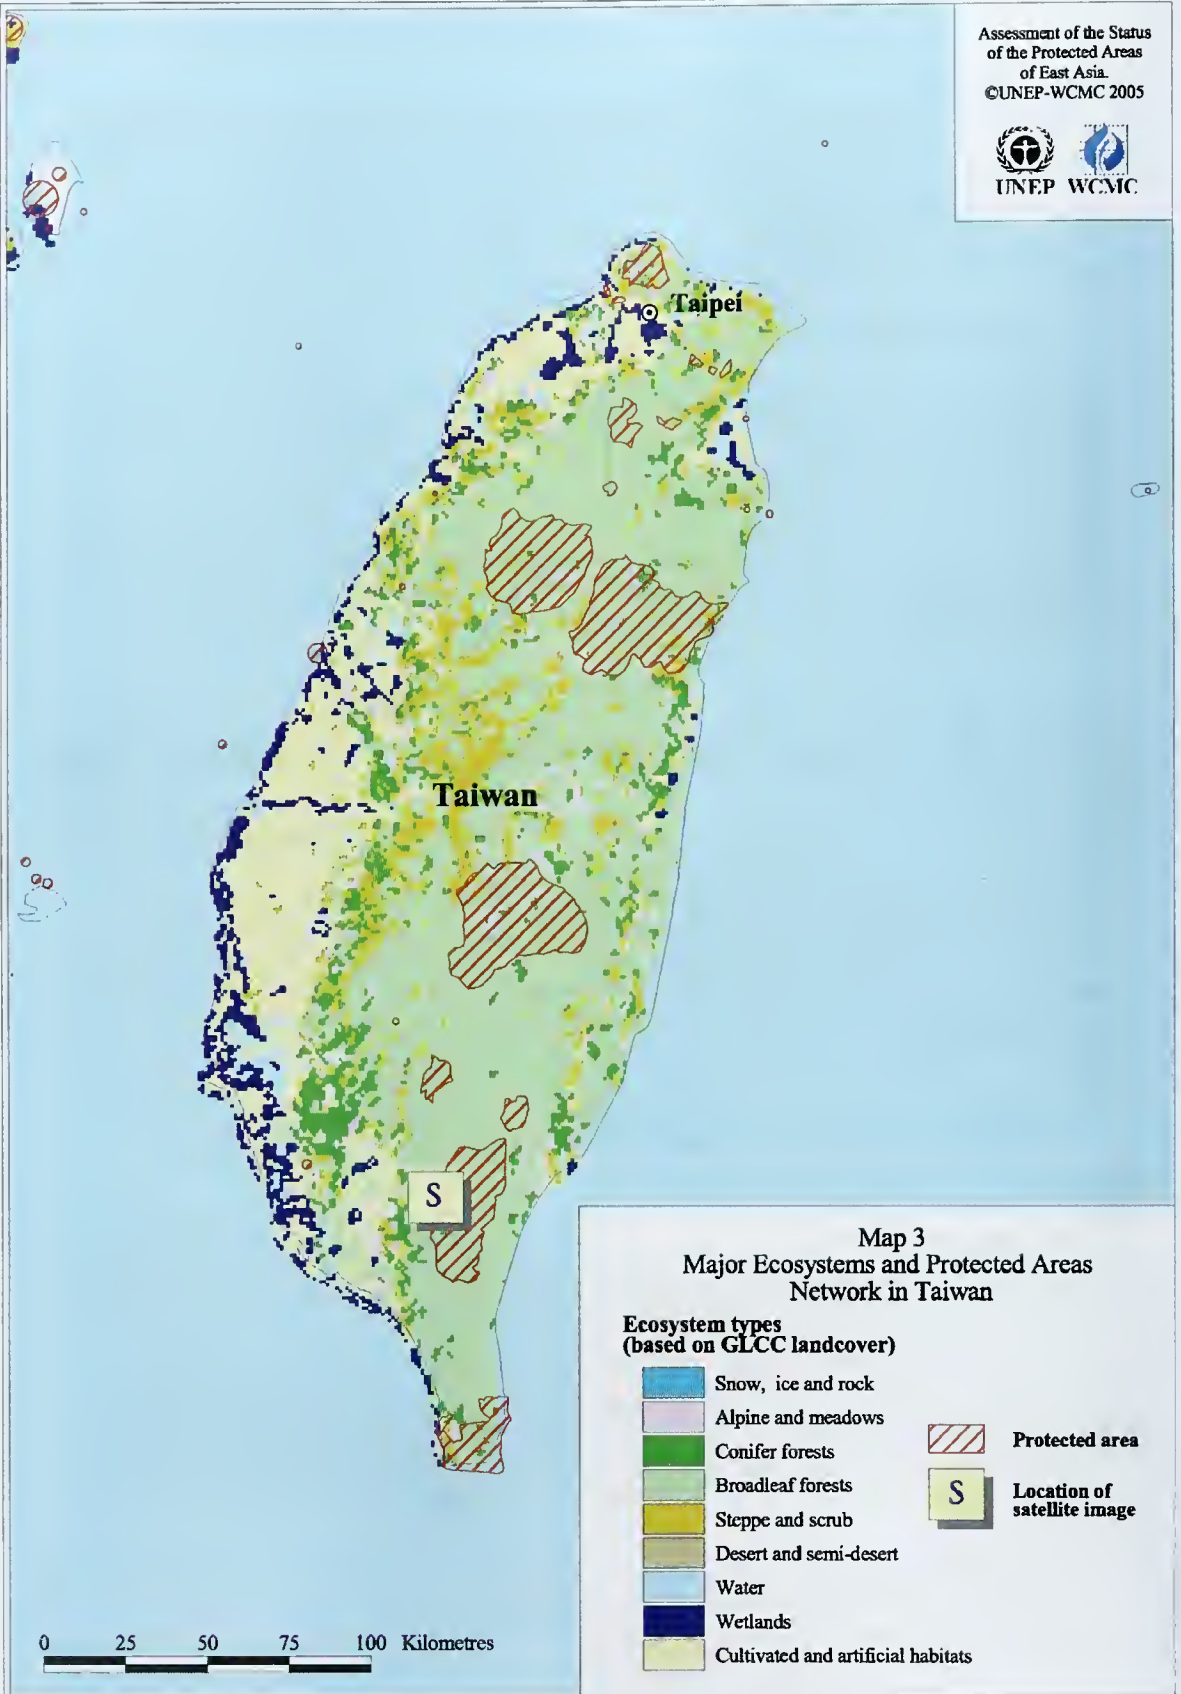 Assessment of the Status
of the Protected Areas
of East Asia.
©UNEP-WCMC 2005
UNEP WCMC
Taipei
Taiwan
S
Map 3
Major Ecosystems and Protected Areas
Network in Taiwan
Ecosystem types
(based on GLCC landcover)
Snow, ice and rock
Alpine and meadows
Conifer forests
Broadleaf forests
Steppe and scrub
Desert and semi-desert
Water
Wetlands
Cultivated and artificial habitats
Protected area
S
Location of
satellite image
0 25 50 75 100 Kilometres